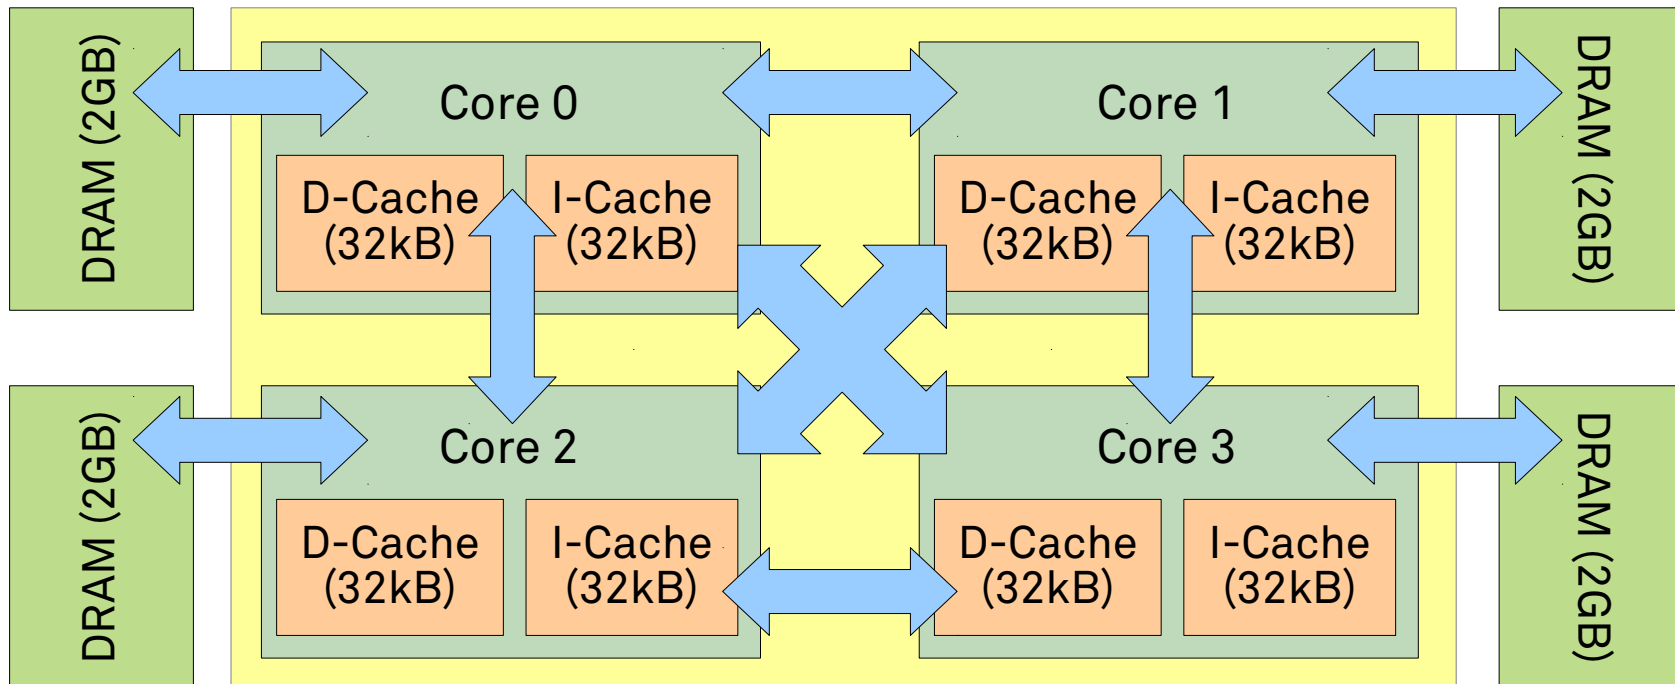 DRAM (2GB)
Core 0
D-Cache
(32kB)
I-Cache
(32kB)
Core 1
D-Cache
(32kB)
I-Cache
(32kB)
DRAM (2GB)
DRAM (2GB)
Core 2
D-Cache
(32kB)
I-Cache
(32kB)
Core 3
D-Cache
(32kB)
I-Cache
(32kB)
DRAM (2GB)